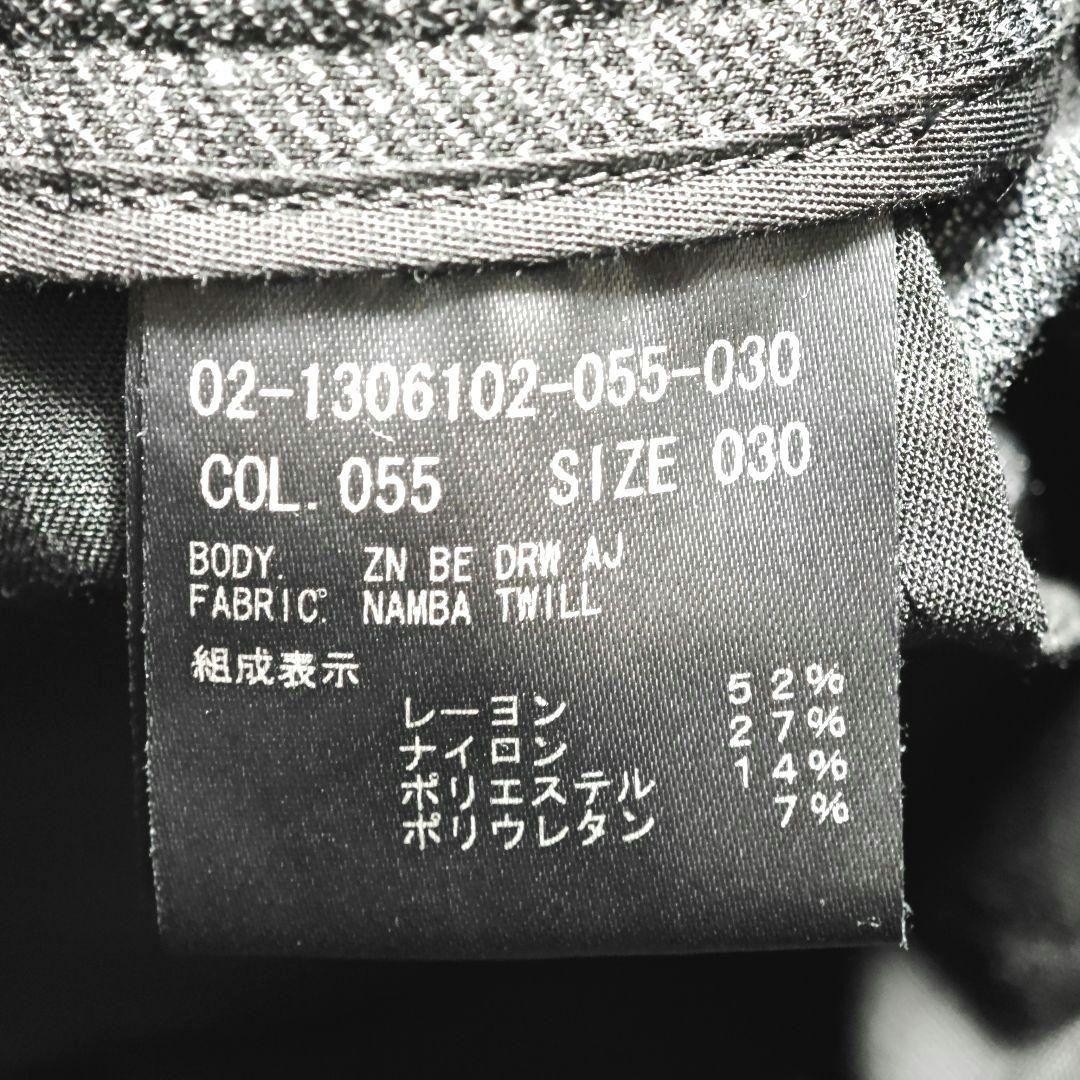 02-1306102-055-030
COL. 055 SIZE 030
BODY. ZN BE DRW AJ
FABRIC. NAMBA TWILL
組成表示
レーヨン 52%
ナイロン 27%
ポリエステル 14%
ポリウレタン 7%